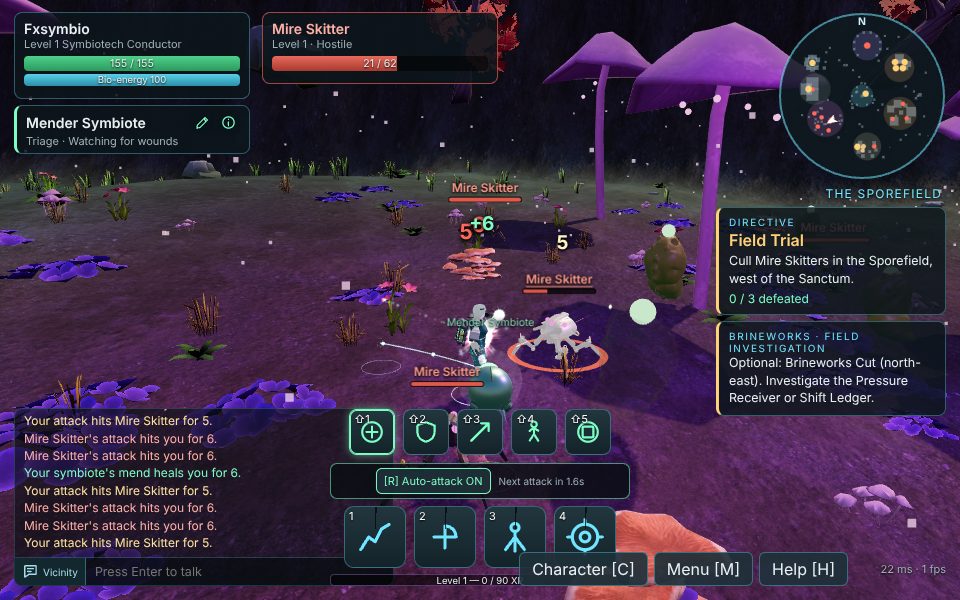 Fxsymbio
Level 1 Symbiotech Conductor
155 / 155
Bio-energy 100
Mender Symbiote
Triage · Watching for wounds
Mire Skitter
Level 1 · Hostile
21 / 62
N
THE SPOREFIELD
DIRECTIVE
Field Trial
Cull Mire Skitters in the Sporefield,
west of the Sanctum.
0 / 3 defeated
BRINEWORKS · FIELD
INVESTIGATION
Optional: Brineworks Cut (north-
east). Investigate the Pressure
Receiver or Shift Ledger.
Mire Skitter
+6
5
Mire Skitter
Mender Symbiote
Mire Skitter
Your attack hits Mire Skitter for 5.
Mire Skitter's attack hits you for 6.
Mire Skitter's attack hits you for 6.
Your symbiote's mend heals you for 6.
Your attack hits Mire Skitter for 5.
Mire Skitter's attack hits you for 6.
Mire Skitter's attack hits you for 6.
Your attack hits Mire Skitter for 5.
Vicinity
Press Enter to talk
⇧1 ⇧2 ⇧3 ⇧4 ⇧5
[R] Auto-attack ON
Next attack in 1.6s
1 2 3 4
Level 1 — 0 / 90 XP
Character [C]
Menu [M]
Help [H]
22 ms · 1 fps